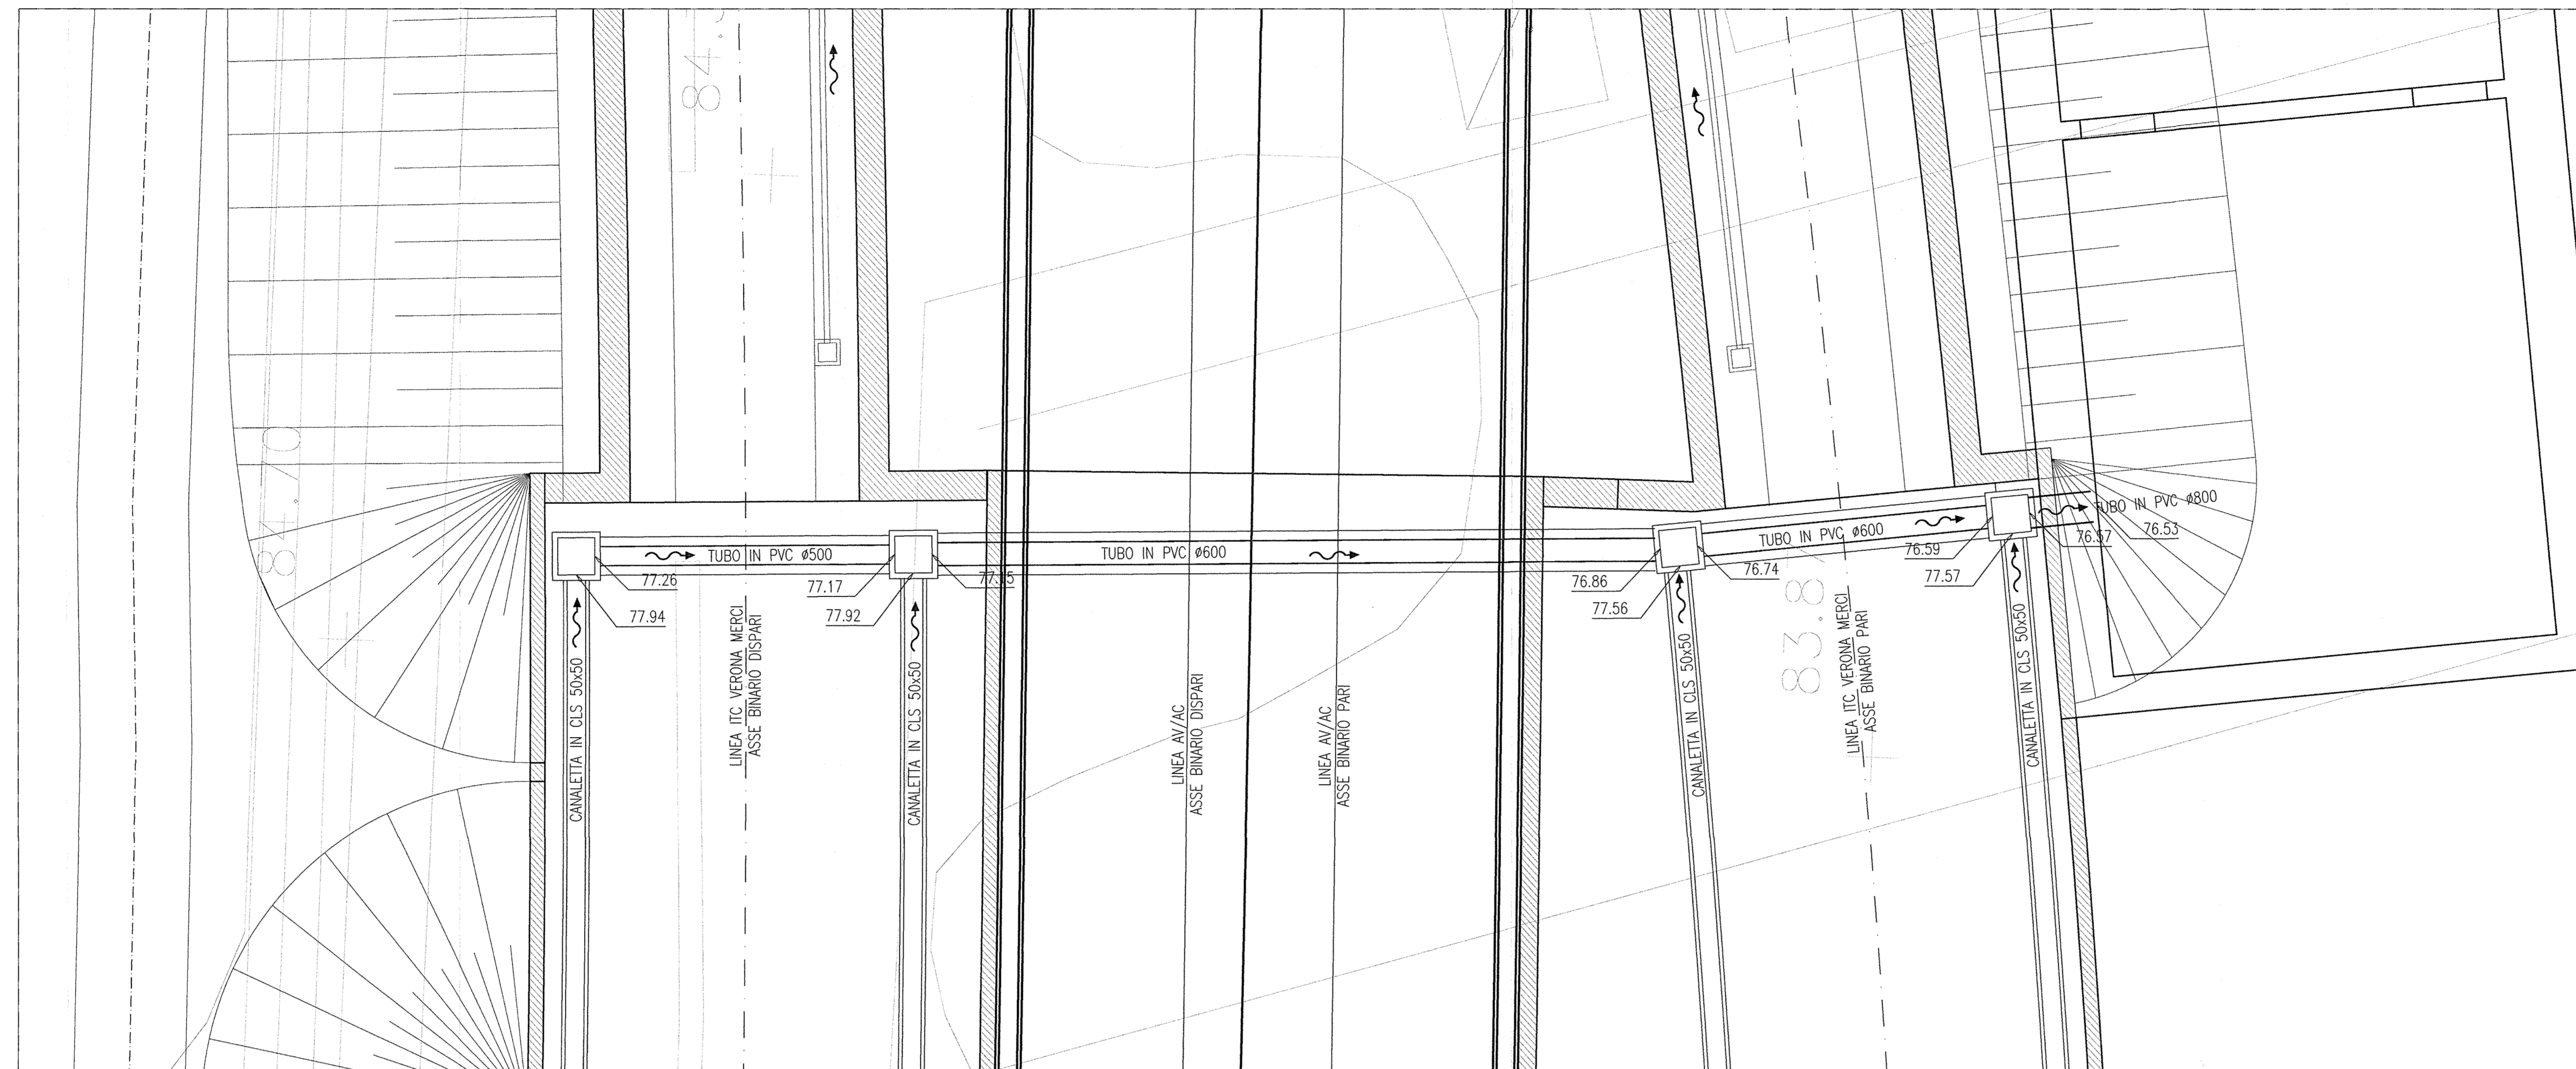 84.70
TUBO IN PVC ø500
TUBO IN PVC ø600
TUBO IN PVC ø600
TUBO IN PVC ø800
77.26
77.94
77.17
77.92
77.15
76.86
77.56
76.74
76.59
77.57
76.57
76.53
CANALETTA IN CLS 50x50
LINEA ITC VERONA MERCI
ASSE BINARIO DISPARI
CANALETTA IN CLS 50x50
LINEA AV/AC
ASSE BINARIO DISPARI
LINEA AV/AC
ASSE BINARIO PARI
CANALETTA IN CLS 50x50
LINEA ITC VERONA MERCI
ASSE BINARIO PARI
CANALETTA IN CLS 50x50